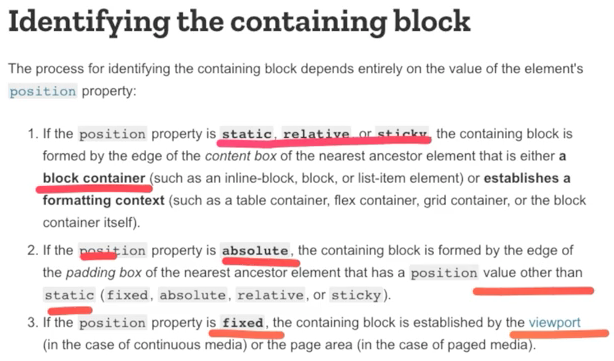 Identifying the containing block
The process for identifying the containing block depends entirely on the value of the element's
position property:
1. If the position property is static, relative, or sticky, the containing block is
formed by the edge of the content box of the nearest ancestor element that is either a
block container (such as an inline-block, block, or list-item element) or establishes a
formatting context (such as a table container, flex container, grid container, or the block
container itself).
2. If the position property is absolute, the containing block is formed by the edge of
the padding box of the nearest ancestor element that has a position value other than
static (fixed, absolute, relative, or sticky).
3. If the position property is fixed, the containing block is established by the viewport
(in the case of continuous media) or the page area (in the case of paged media).